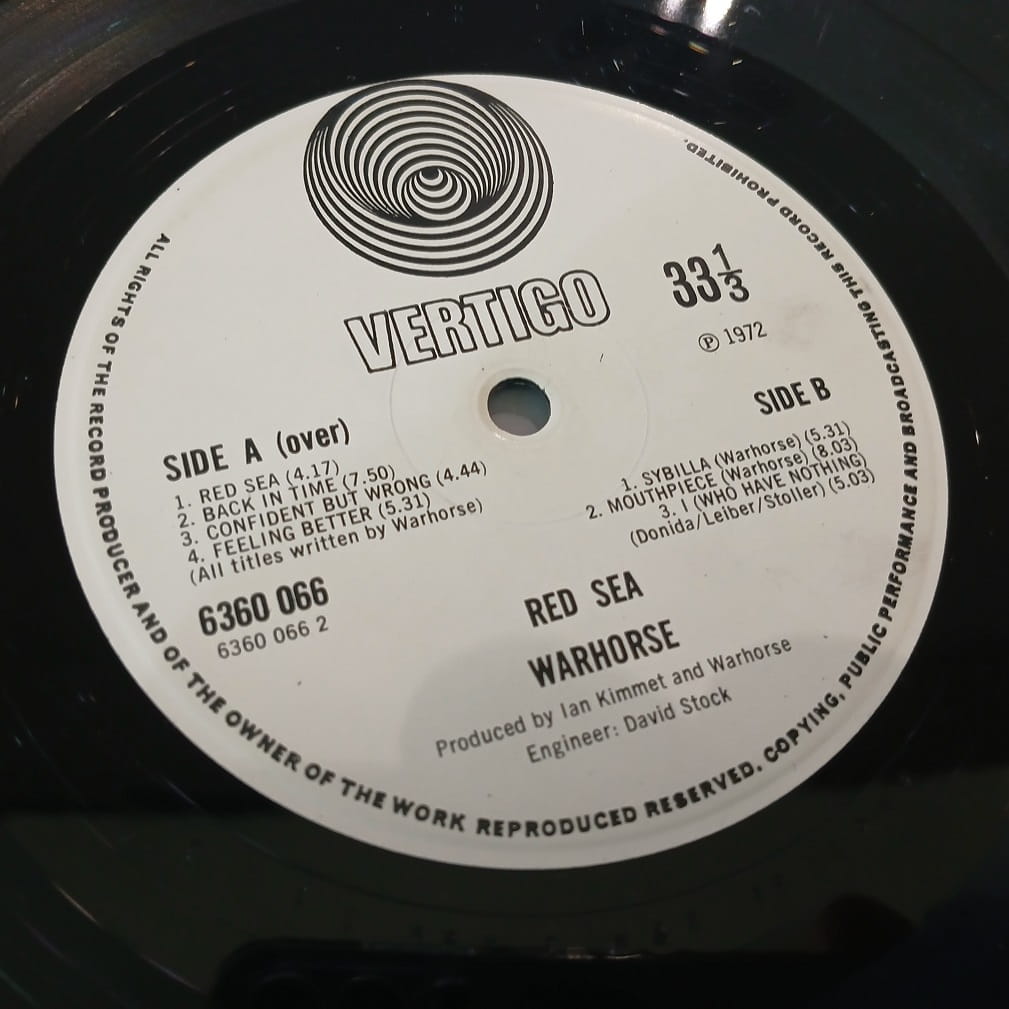 VERTIGO
33 1/3
Ⓟ 1972
SIDE A (over)
1. RED SEA (4.17)
2. BACK IN TIME (7.50)
3. CONFIDENT BUT WRONG (4.44)
4. FEELING BETTER (5.31)
(All titles written by Warhorse)
6360 066
6360 066 2
SIDE B
1. SYBILLA (Warhorse) (5.31)
2. MOUTHPIECE (Warhorse) (8.03)
3. I (WHO HAVE NOTHING)
(Donida/Leiber/Stoller) (5.03)
RED SEA
WARHORSE
Produced by Ian Kimmet and Warhorse
Engineer: David Stock
ALL RIGHTS OF THE RECORD PRODUCER AND OF THE OWNER OF THE WORK REPRODUCED RESERVED. COPYING, PUBLIC PERFORMANCE AND BROADCASTING THIS RECORD PROHIBITED.